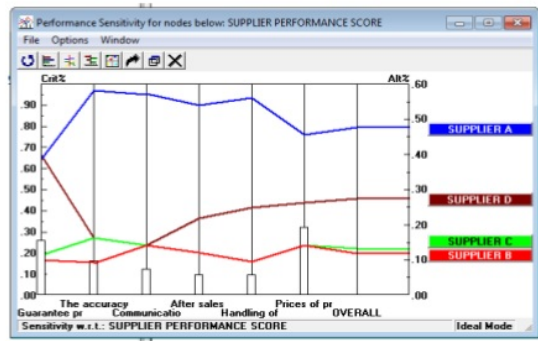 Performance Sensitivity for nodes below: SUPPLIER PERFORMANCE SCORE
File Options Window
Crit% Alt%
.90
.80
.70
.60
.50
.40
.30
.20
.10
.00
.60
.50
.40
.30
.20
.10
.00
SUPPLIER A
SUPPLIER D
SUPPLIER C
SUPPLIER B
The accuracy After sales Prices of pr
Guarantee pr Communicatio Handling of OVERALL
Sensitivity w.r.t.: SUPPLIER PERFORMANCE SCORE Ideal Mode